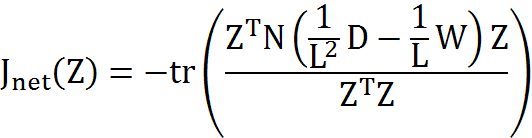 J_net(Z) = −tr ( Z^T N ( 1/L^2 D − 1/L W ) Z / Z^T Z )